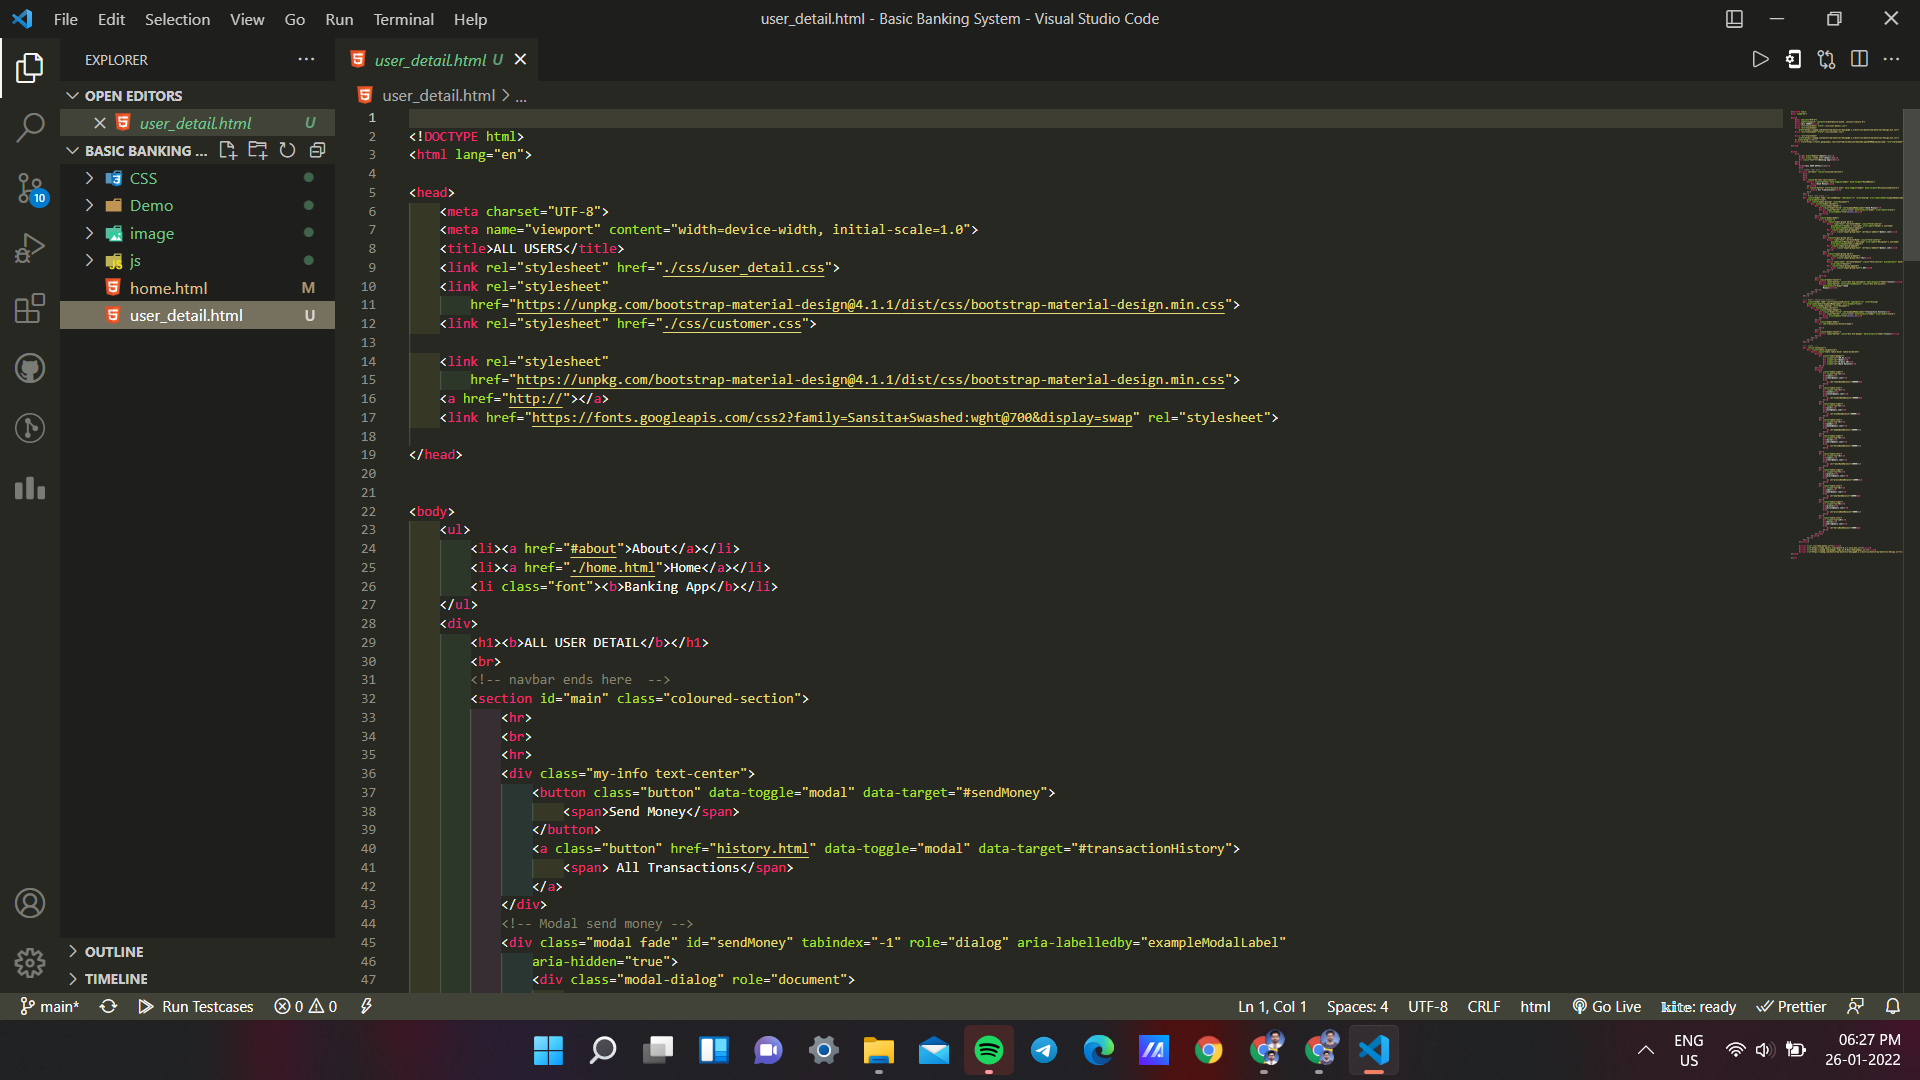 File Edit Selection View Go Run Terminal Help
user_detail.html - Basic Banking System - Visual Studio Code
EXPLORER
OPEN EDITORS
user_detail.html U
BASIC BANKING ...
CSS
Demo
image
js
home.html M
user_detail.html U
OUTLINE
TIMELINE
10
user_detail.html U
user_detail.html > ...
1
2 <!DOCTYPE html>
3 <html lang="en">
4
5 <head>
6 <meta charset="UTF-8">
7 <meta name="viewport" content="width=device-width, initial-scale=1.0">
8 <title>ALL USERS</title>
9 <link rel="stylesheet" href="./css/user_detail.css">
10 <link rel="stylesheet"
11 href="https://unpkg.com/bootstrap-material-design@4.1.1/dist/css/bootstrap-material-design.min.css">
12 <link rel="stylesheet" href="./css/customer.css">
13
14 <link rel="stylesheet"
15 href="https://unpkg.com/bootstrap-material-design@4.1.1/dist/css/bootstrap-material-design.min.css">
16 <a href="http://"></a>
17 <link href="https://fonts.googleapis.com/css2?family=Sansita+Swashed:wght@700&display=swap" rel="stylesheet">
18
19 </head>
20
21
22 <body>
23 <ul>
24 <li><a href="#about">About</a></li>
25 <li><a href="./home.html">Home</a></li>
26 <li class="font"><b>Banking App</b></li>
27 </ul>
28 <div>
29 <h1><b>ALL USER DETAIL</b></h1>
30 <br>
31 <!-- navbar ends here  -->
32 <section id="main" class="coloured-section">
33 <hr>
34 <br>
35 <hr>
36 <div class="my-info text-center">
37 <button class="button" data-toggle="modal" data-target="#sendMoney">
38 <span>Send Money</span>
39 </button>
40 <a class="button" href="history.html" data-toggle="modal" data-target="#transactionHistory">
41 <span> All Transactions</span>
42 </a>
43 </div>
44 <!-- Modal send money -->
45 <div class="modal fade" id="sendMoney" tabindex="-1" role="dialog" aria-labelledby="exampleModalLabel"
46 aria-hidden="true">
47 <div class="modal-dialog" role="document">
main* Run Testcases 0 0 Ln 1, Col 1 Spaces: 4 UTF-8 CRLF html Go Live kite: ready Prettier
ENG
US
06:27 PM
26-01-2022